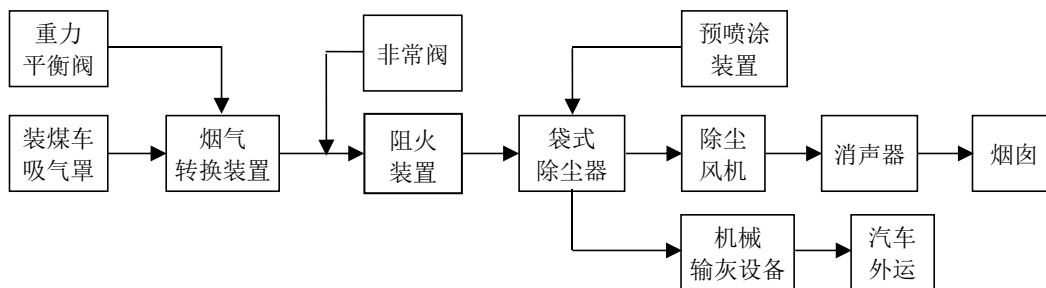 重力
平衡阀
非常阀
预喷涂
装置
装煤车
吸气罩
烟气
转换装置
阻火
装置
袋式
除尘器
除尘
风机
消声器
烟囱
机械
输灰设备
汽车
外运